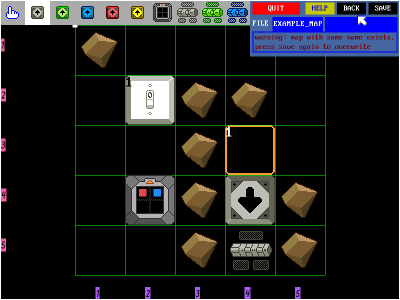 QUIT HELP BACK SAVE
FILE EXAMPLE_MAP
warning: map with same name exists,
press save again to overwrite
1
1
2
0
1
3
4
5
1 2 3 4 5